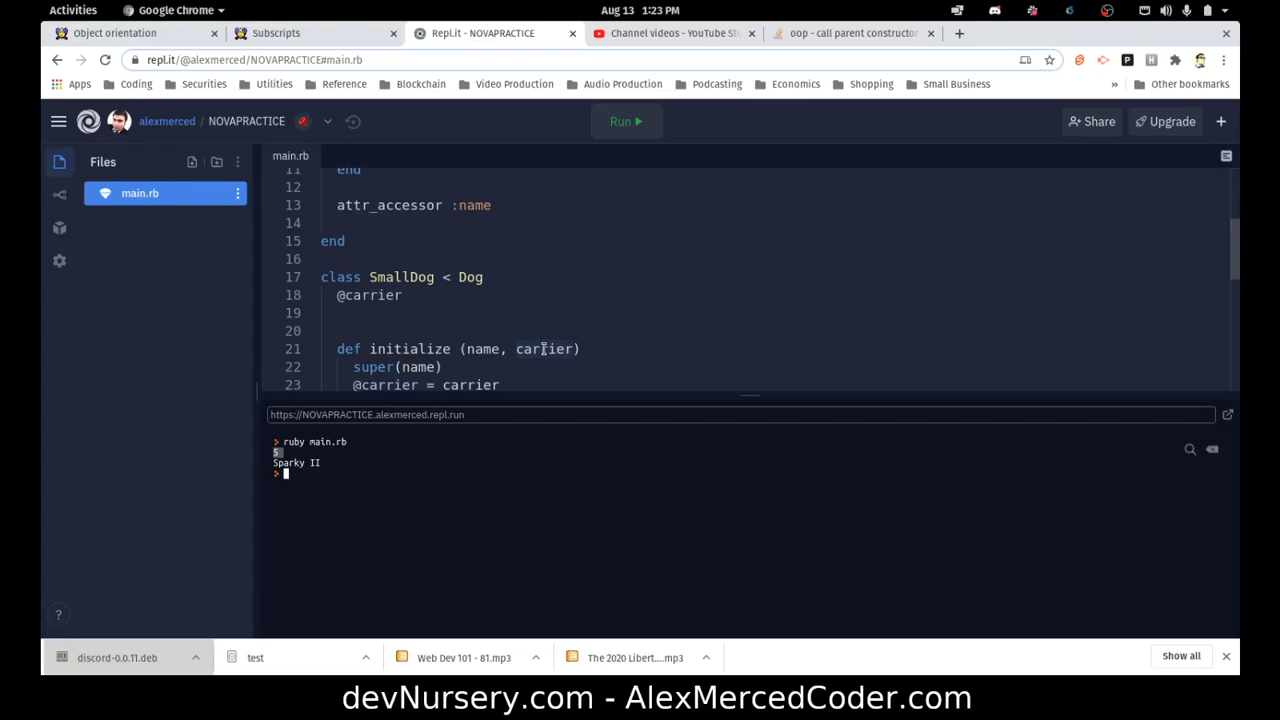 Activities
Google Chrome
Aug 13 1:23 PM
Object orientation
Subscripts
Repl.it - NOVAPRACTICE
Channel videos - YouTube St
oop - call parent constructor
repl.it/@alexmerced/NOVAPRACTICE#main.rb
Apps
Coding
Securities
Utilities
Reference
Blockchain
Video Production
Audio Production
Podcasting
Economics
Shopping
Small Business
»
Other bookmarks
alexmerced / NOVAPRACTICE
Run
Share
Upgrade
Files
main.rb
main.rb
11 end
12
13 attr_accessor :name
14
15 end
16
17 class SmallDog < Dog
18 @carrier
19
20
21 def initialize (name, carrier)
22 super(name)
23 @carrier = carrier
https://NOVAPRACTICE.alexmerced.repl.run
> ruby main.rb
5
Sparky II
>
?
discord-0.0.11.deb
test
Web Dev 101 - 81.mp3
The 2020 Libert....mp3
Show all
devNursery.com - AlexMercedCoder.com